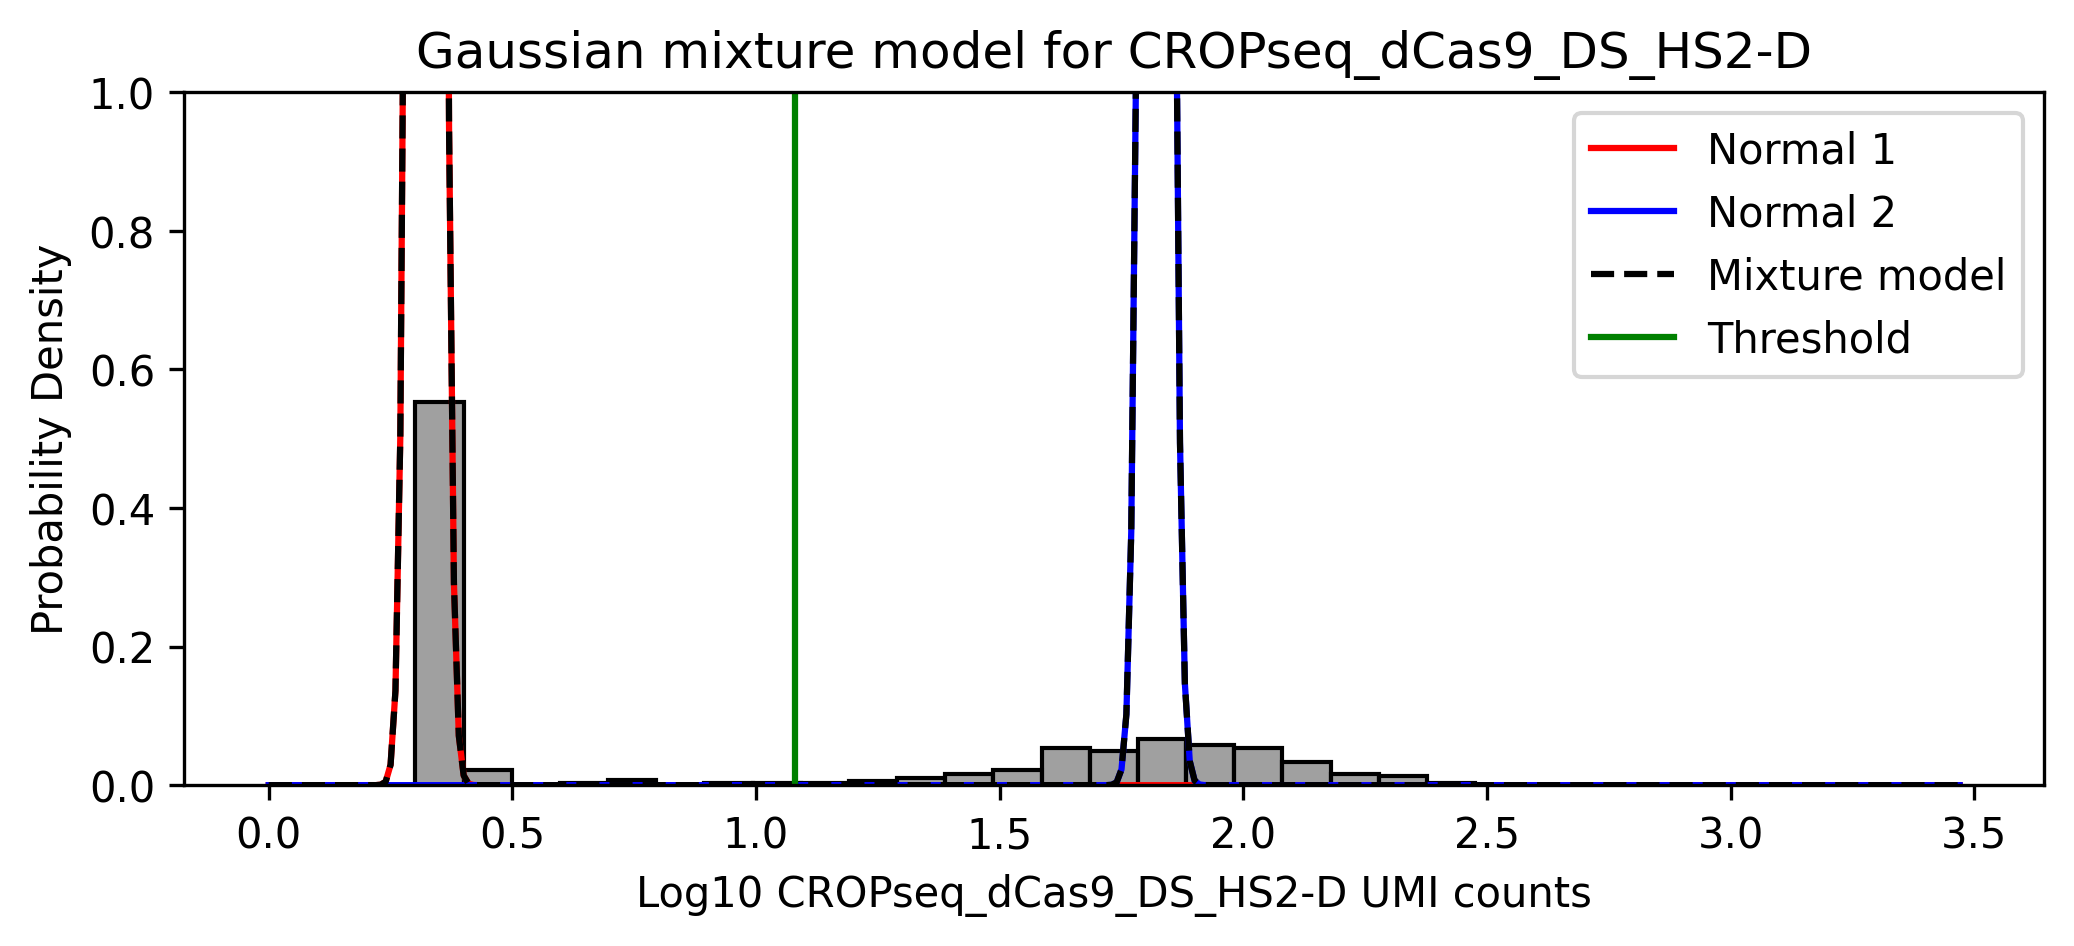 Gaussian mixture model for CROPseq_dCas9_DS_HS2-D
1.0
0.8
0.6
0.4
0.2
0.0
Probability Density
Normal 1
Normal 2
Mixture model
Threshold
0.0 0.5 1.0 1.5 2.0 2.5 3.0 3.5
Log10 CROPseq_dCas9_DS_HS2-D UMI counts